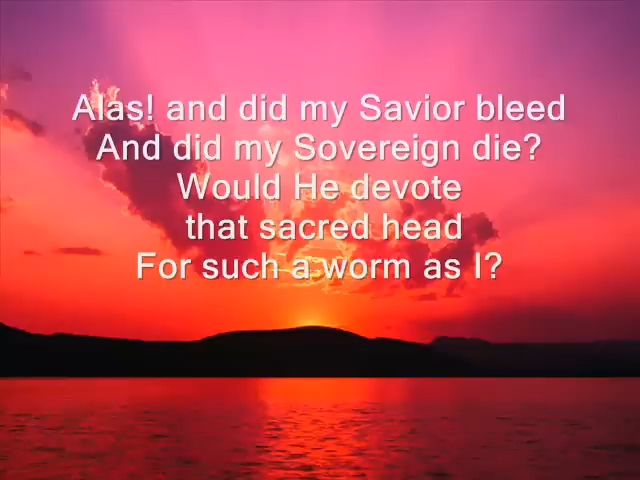 Alas! and did my Savior bleed
And did my Sovereign die?
Would He devote
that sacred head
For such a worm as I?